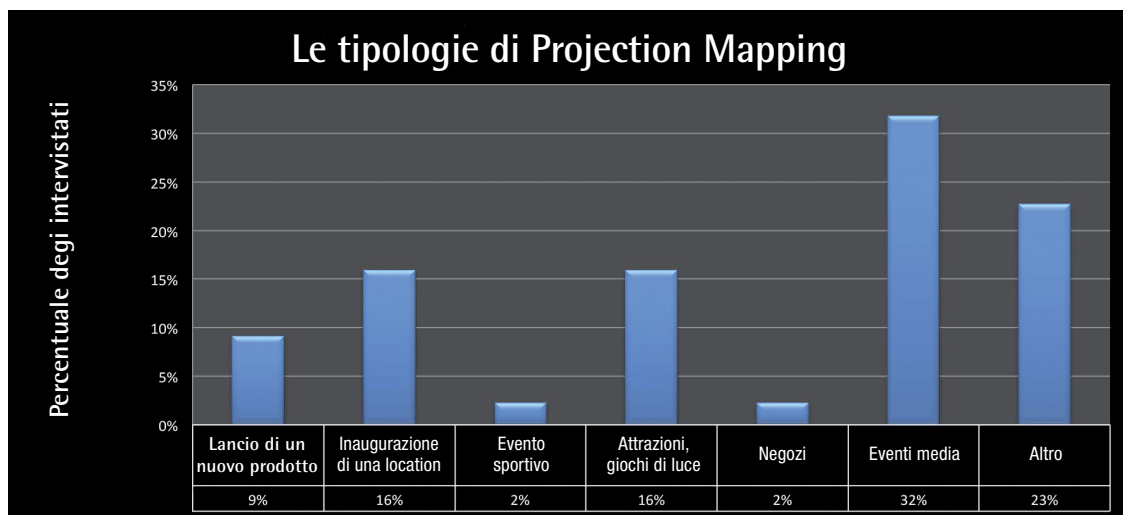 Le tipologie di Projection Mapping
Percentuale degi intervistati
35%
30%
25%
20%
15%
10%
5%
0%
Lancio di un
nuovo prodotto
Inaugurazione
di una location
Evento
sportivo
Attrazioni,
giochi di luce
Negozi
Eventi media
Altro
9%
16%
2%
16%
2%
32%
23%